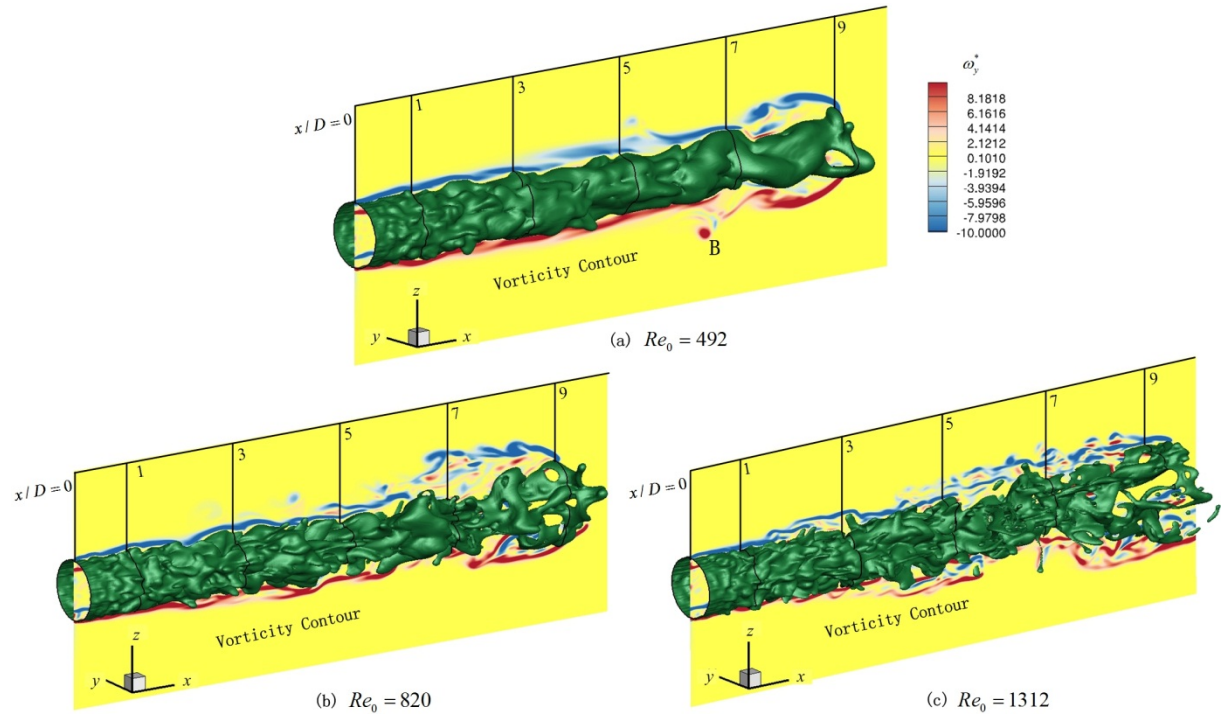 x / D = 0
1
3
5
7
9
ω*y
8.1818
6.1616
4.1414
2.1212
0.1010
-1.9192
-3.9394
-5.9596
-7.9798
-10.0000
B
Vorticity Contour
z
y
x
(a) Re₀ = 492
x / D = 0
1
3
5
7
9
Vorticity Contour
z
y
x
(b) Re₀ = 820
x / D = 0
1
3
5
7
9
Vorticity Contour
z
y
x
(c) Re₀ = 1312